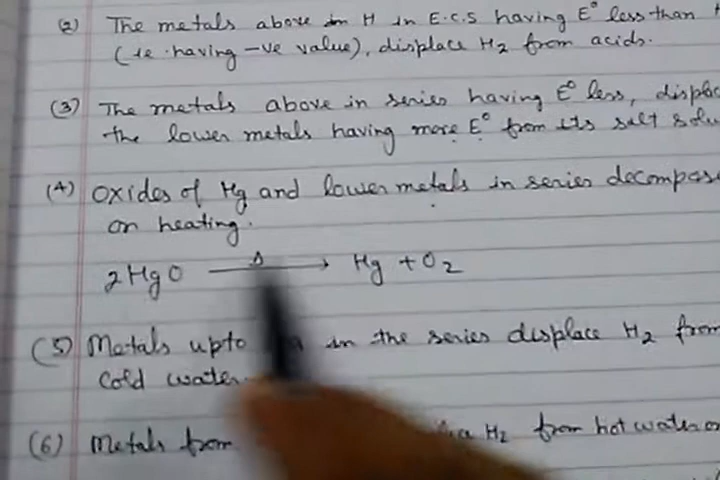 (2) The metals above in H in E.C.S having E° less than
(ie having -ve value), displace H2 from acids.
(3) The metals above in series having E° less, displac
the lower metals having more E° from its salt solu
(4) Oxides of Hg and lower metals in series decompose
on heating.
2HgO Δ→ Hg + O2
(5) Metals upto in the series displace H2 from
cold water.
(6) Metals from H2 from hot water or